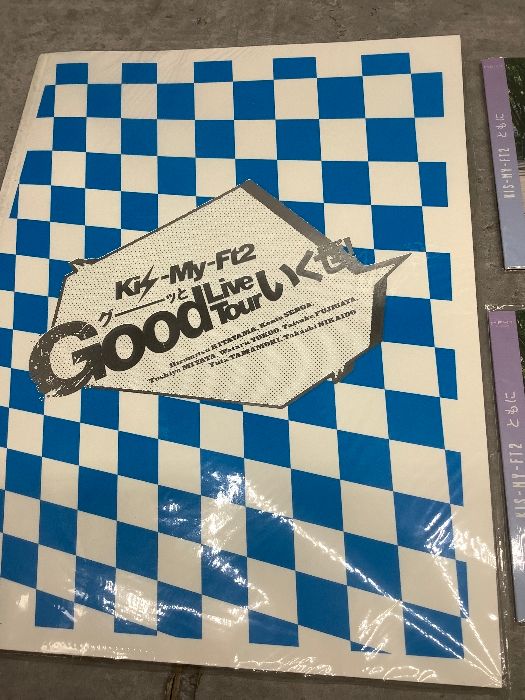 Kis-My-Ft2
グーーッと
Good Live Tour いくぜ!
Hiromitsu KITAYAMA, Kento SENGA,
Toshiya MIYATA, Wataru YOKOO, Taisuke FUJIGAYA
Yuta TAMAMORI, Takashi NIKAIDO
KIS-MY-FT2 ともに
KIS-MY-FT2 ともに